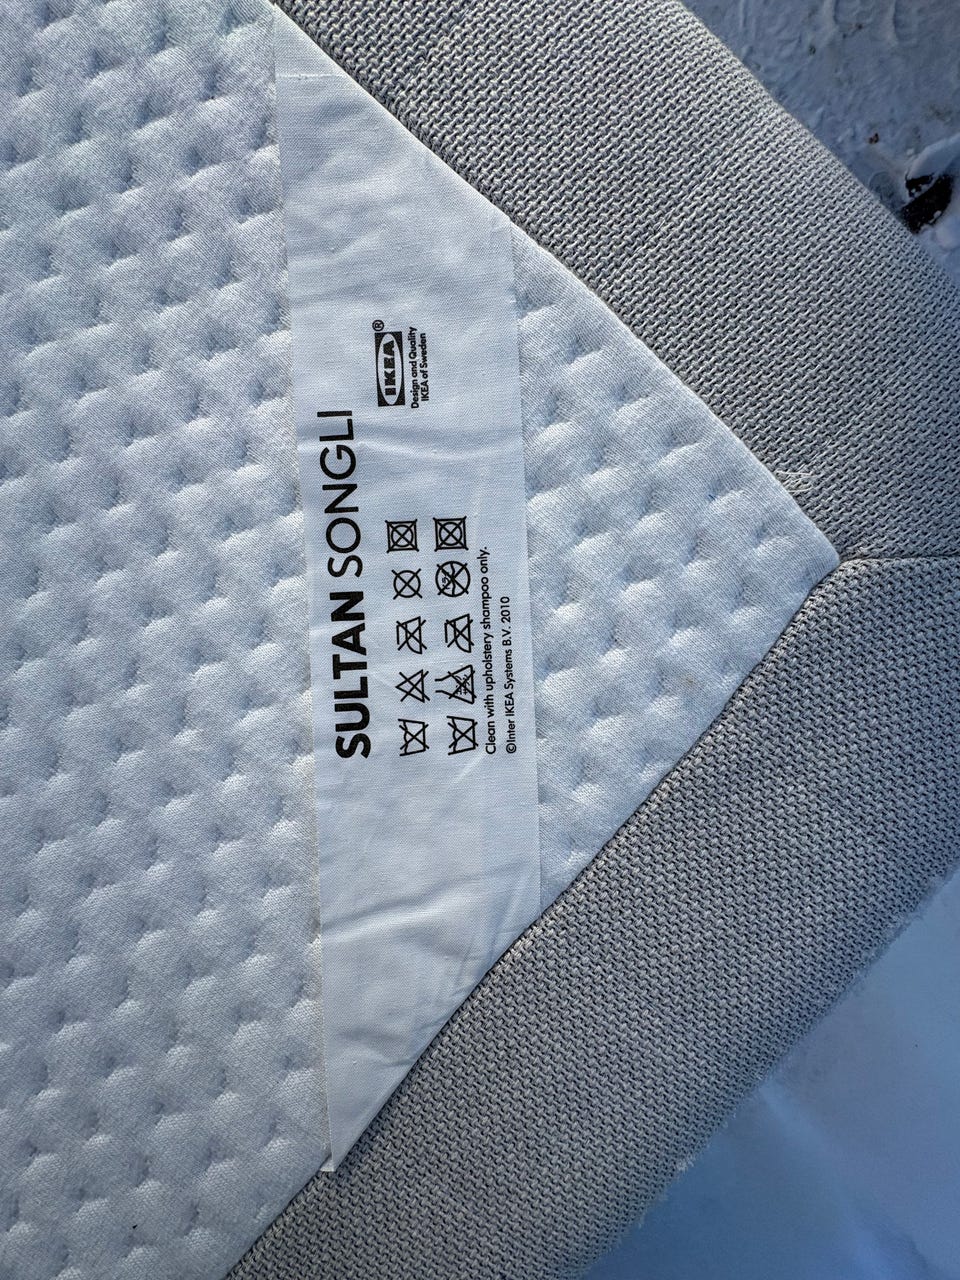 SULTAN SONGLI
IKEA®
Design and Quality
IKEA of Sweden
Clean with upholstery shampoo only.
©Inter IKEA Systems B.V. 2010